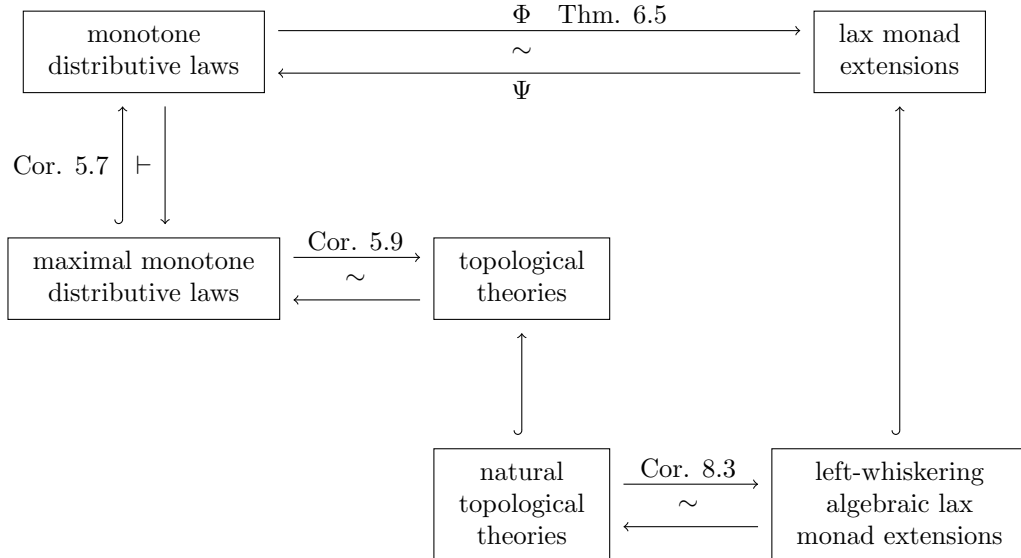 monotone
distributive laws
Φ Thm. 6.5
∼
Ψ
lax monad
extensions
Cor. 5.7 ⊢
maximal monotone
distributive laws
Cor. 5.9
∼
topological
theories
natural
topological
theories
Cor. 8.3
∼
left-whiskering
algebraic lax
monad extensions